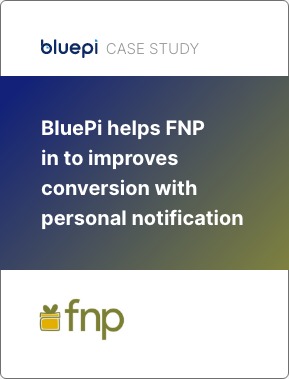 bluepi CASE STUDY
BluePi helps FNP
in to improves
conversion with
personal notification
fnp